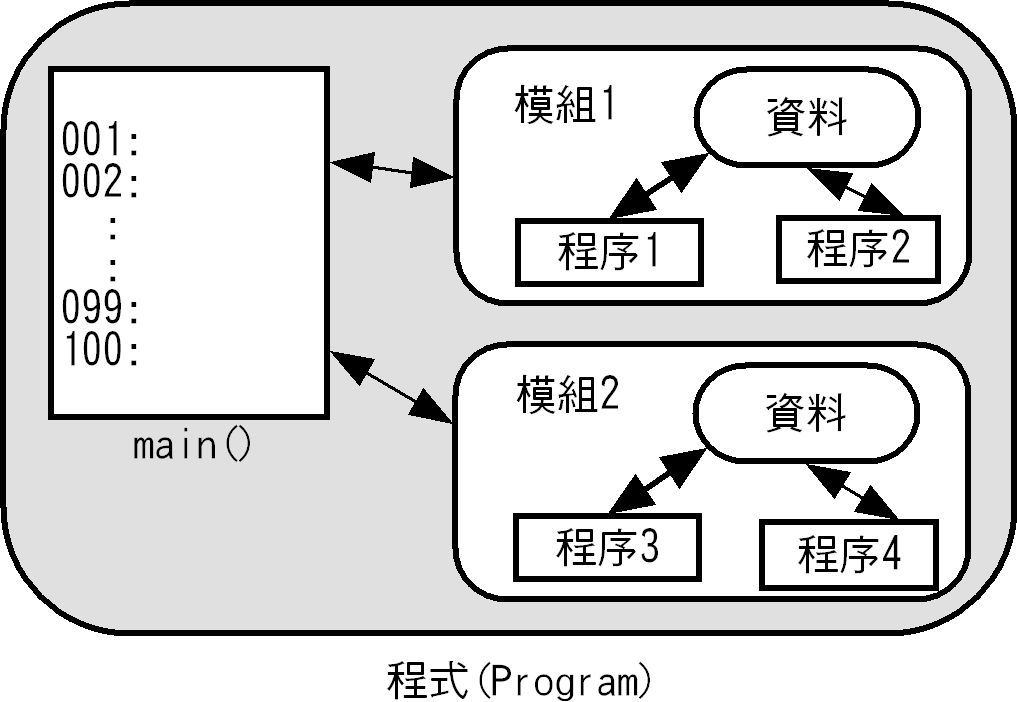 001:
002:
:
:
099:
100:
main()
模組1
資料
程序1
程序2
模組2
資料
程序3
程序4
程式(Program)